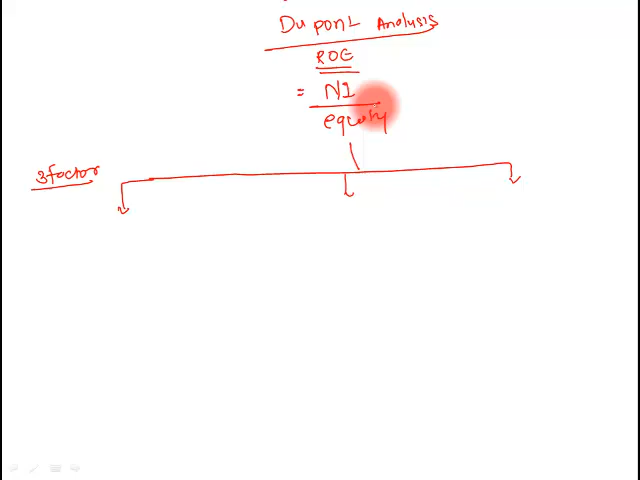 Dupont Analysis
ROE
= NI
equity
3factor